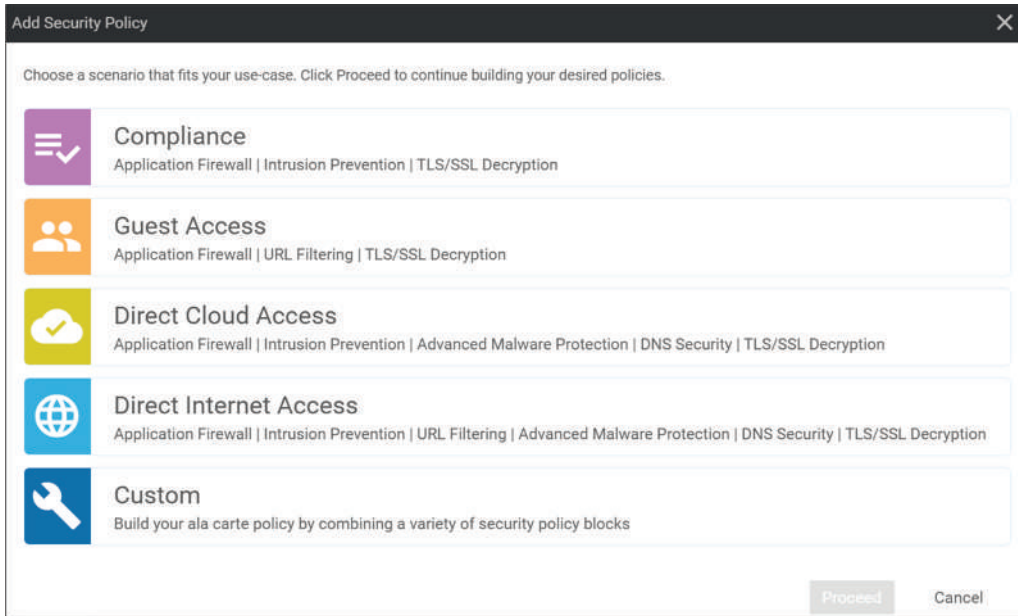 Add Security Policy
Choose a scenario that fits your use-case. Click Proceed to continue building your desired policies.
Compliance
Application Firewall | Intrusion Prevention | TLS/SSL Decryption
Guest Access
Application Firewall | URL Filtering | TLS/SSL Decryption
Direct Cloud Access
Application Firewall | Intrusion Prevention | Advanced Malware Protection | DNS Security | TLS/SSL Decryption
Direct Internet Access
Application Firewall | Intrusion Prevention | URL Filtering | Advanced Malware Protection | DNS Security | TLS/SSL Decryption
Custom
Build your ala carte policy by combining a variety of security policy blocks
Proceed Cancel